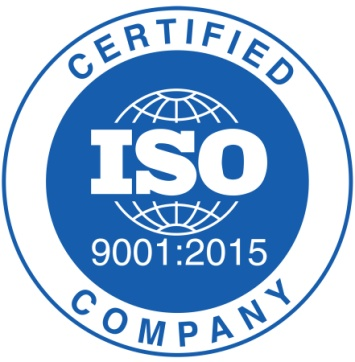 CERTIFIED
ISO
9001:2015
COMPANY